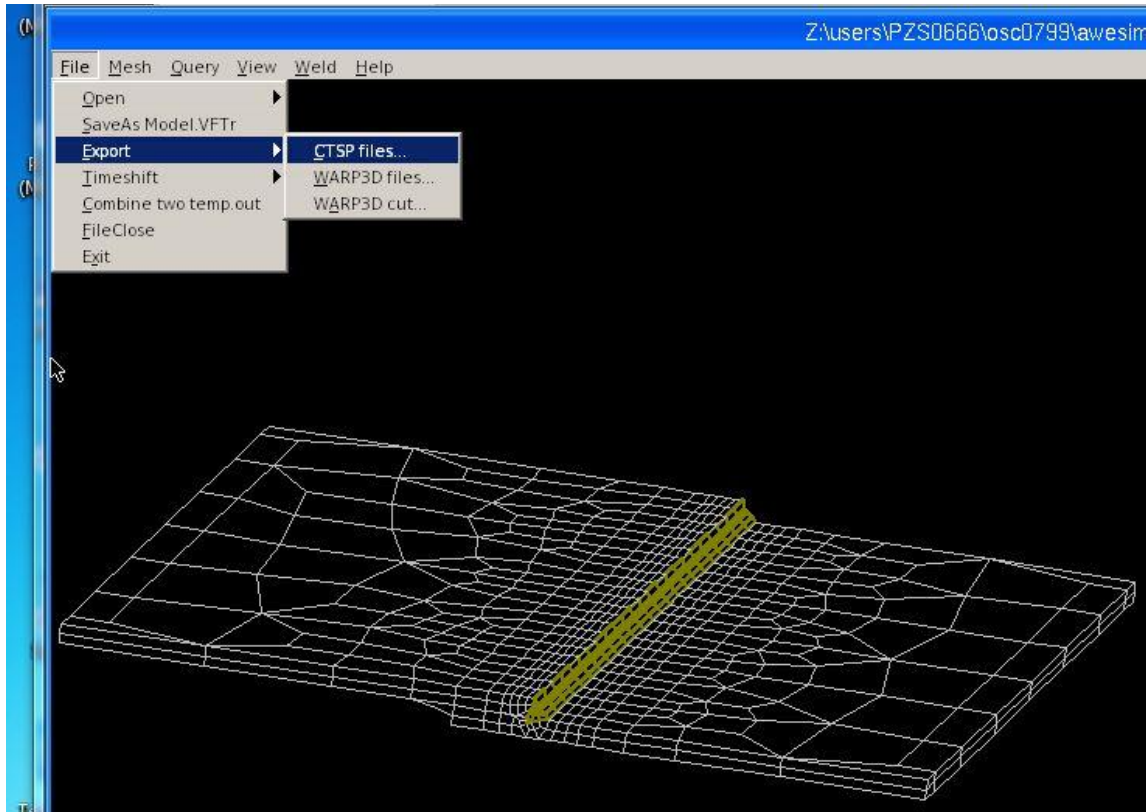 (N
Z:\users\PZS0666\osc0799\awesim
File Mesh Query View Weld Help
Open
SaveAs Model.VFTr
Export
CTSP files...
Timeshift
WARP3D files...
Combine two temp.out
WARP3D cut...
FileClose
Exit
(N